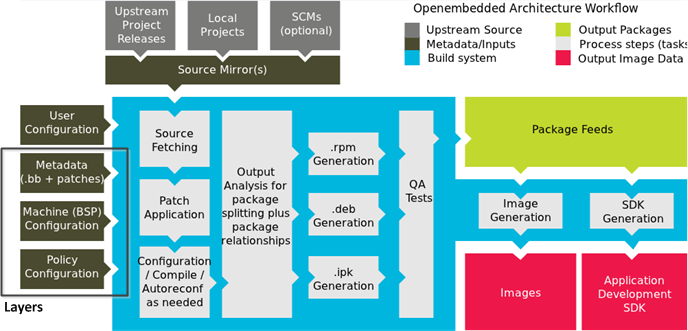 Openembedded Architecture Workflow
Upstream
Project
Releases
Local
Projects
SCMs
(optional)
Upstream Source
Metadata/Inputs
Build system
Output Packages
Process steps (tasks
Output Image Data
Source Mirror(s)
User
Configuration
Metadata
(.bb + patches)
Machine (BSP)
Configuration
Policy
Configuration
Layers
Source
Fetching
Patch
Application
Configuration
/ Compile /
Autoreconf
as needed
Output
Analysis for
package
splitting plus
package
relationships
.rpm
Generation
.deb
Generation
.ipk
Generation
QA
Tests
Package Feeds
Image
Generation
SDK
Generation
Images
Application
Development
SDK